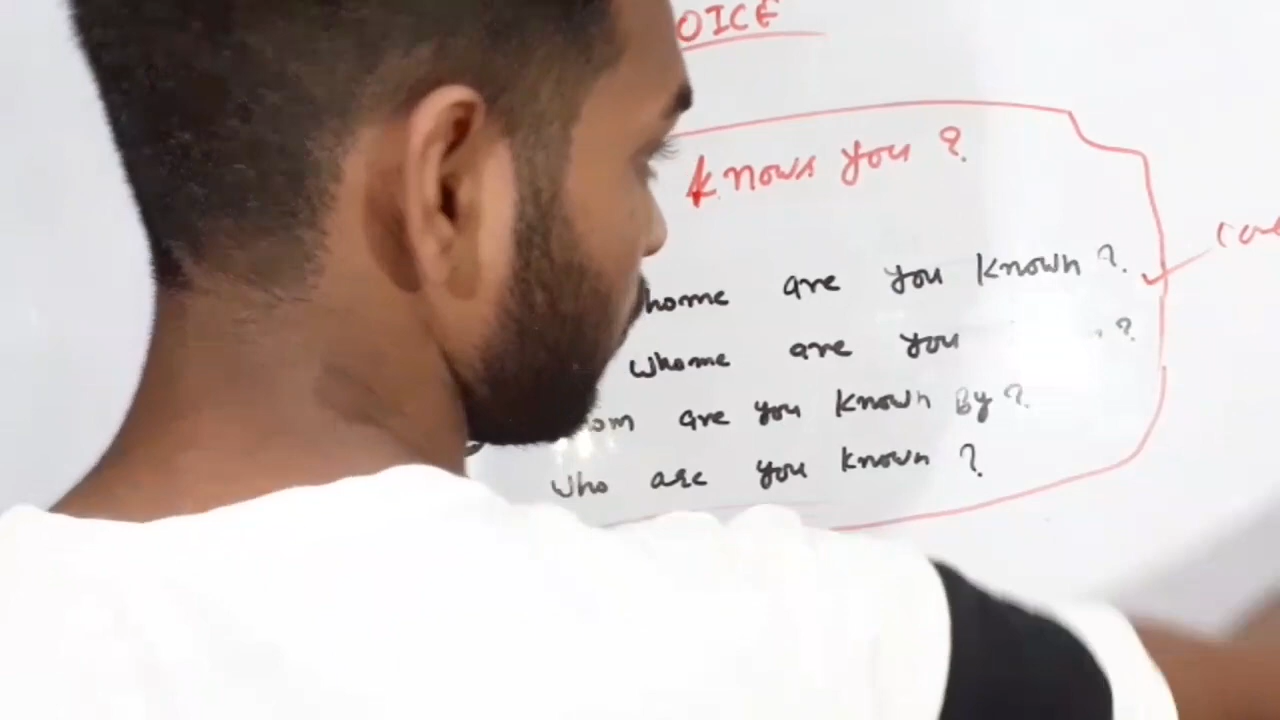 OICE
Knows you ?
home are you known ?
whome are you . ?
om are you known By ?
who are you known ?